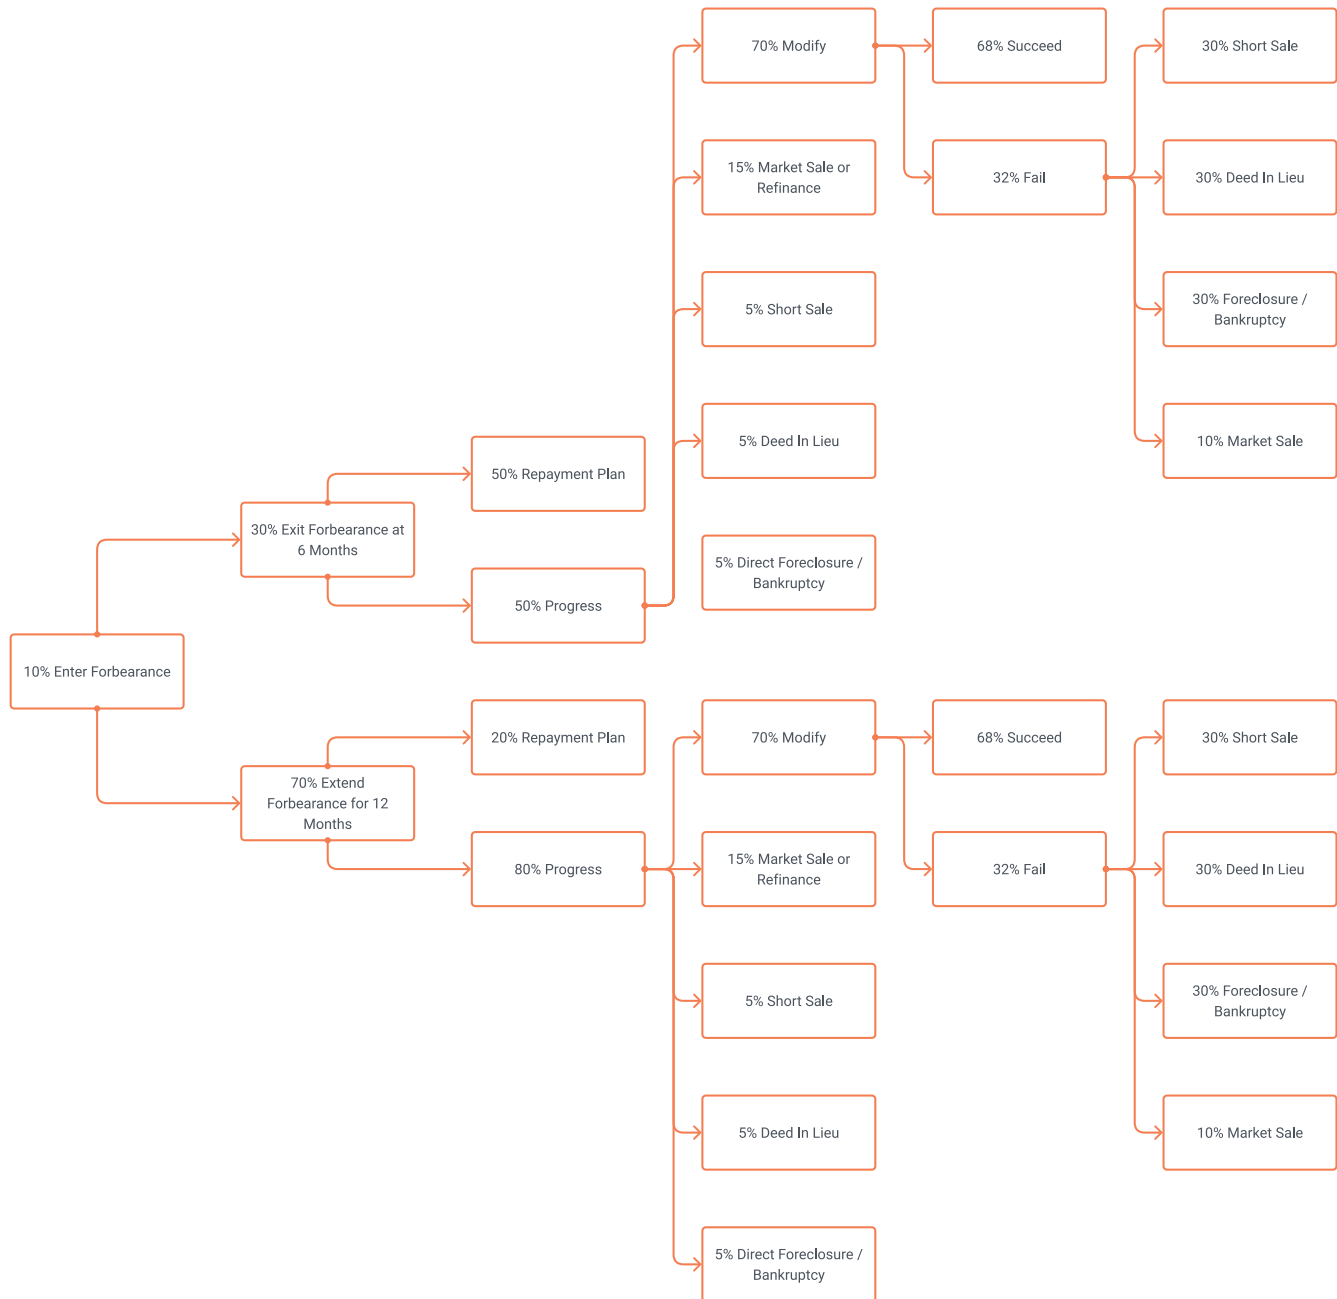 70% Modify
68% Succeed
30% Short Sale
15% Market Sale or
Refinance
32% Fail
30% Deed In Lieu
5% Short Sale
30% Foreclosure /
Bankruptcy
5% Deed In Lieu
10% Market Sale
50% Repayment Plan
30% Exit Forbearance at
6 Months
5% Direct Foreclosure /
Bankruptcy
50% Progress
10% Enter Forbearance
20% Repayment Plan
70% Modify
68% Succeed
30% Short Sale
70% Extend
Forbearance for 12
Months
80% Progress
15% Market Sale or
Refinance
32% Fail
30% Deed In Lieu
5% Short Sale
30% Foreclosure /
Bankruptcy
5% Deed In Lieu
10% Market Sale
5% Direct Foreclosure /
Bankruptcy